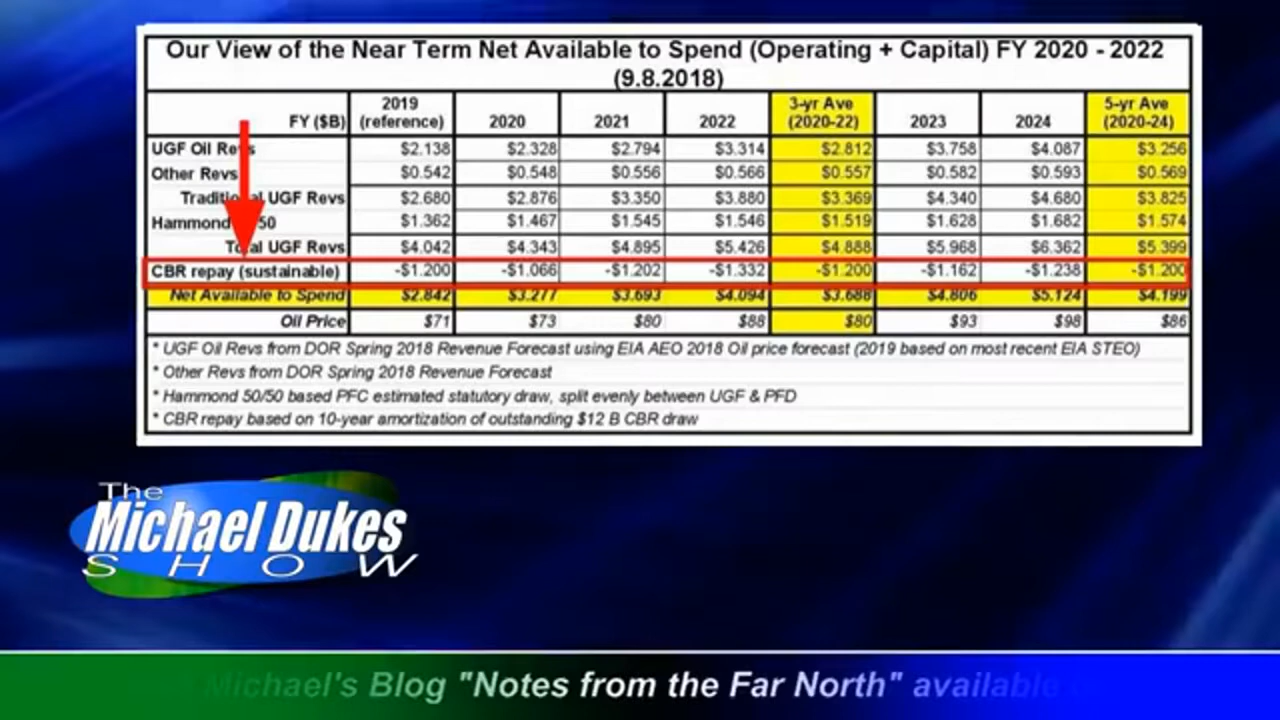 Our View of the Near Term Net Available to Spend (Operating + Capital) FY 2020 - 2022
(9.8.2018)
FY ($B) 2019 (reference) 2020 2021 2022 3-yr Ave (2020-22) 2023 2024 5-yr Ave (2020-24)
UGF Oil Revs $2.138 $2.328 $2.794 $3.314 $2.812 $3.758 $4.087 $3.256
Other Revs $0.542 $0.548 $0.556 $0.566 $0.557 $0.582 $0.593 $0.569
Traditional UGF Revs $2.680 $2.876 $3.350 $3.880 $3.369 $4.340 $4.680 $3.825
Hammond 50 $1.362 $1.467 $1.545 $1.546 $1.519 $1.628 $1.682 $1.574
Total UGF Revs $4.042 $4.343 $4.895 $5.426 $4.888 $5.968 $6.362 $5.399
CBR repay (sustainable) -$1.200 -$1.066 -$1.202 -$1.332 -$1.200 -$1.162 -$1.238 -$1.200
Net Available to Spend $2.842 $3.277 $3.693 $4.094 $3.688 $4.806 $5.124 $4.199
Oil Price $71 $73 $80 $88 $80 $93 $98 $86
* UGF Oil Revs from DOR Spring 2018 Revenue Forecast using EIA AEO 2018 Oil price forecast (2019 based on most recent EIA STEO)
* Other Revs from DOR Spring 2018 Revenue Forecast
* Hammond 50/50 based PFC estimated statutory draw, split evenly between UGF & PFD
* CBR repay based on 10-year amortization of outstanding $12 B CBR draw
The
Michael Dukes
SHOW
Michael's Blog "Notes from the Far North" available